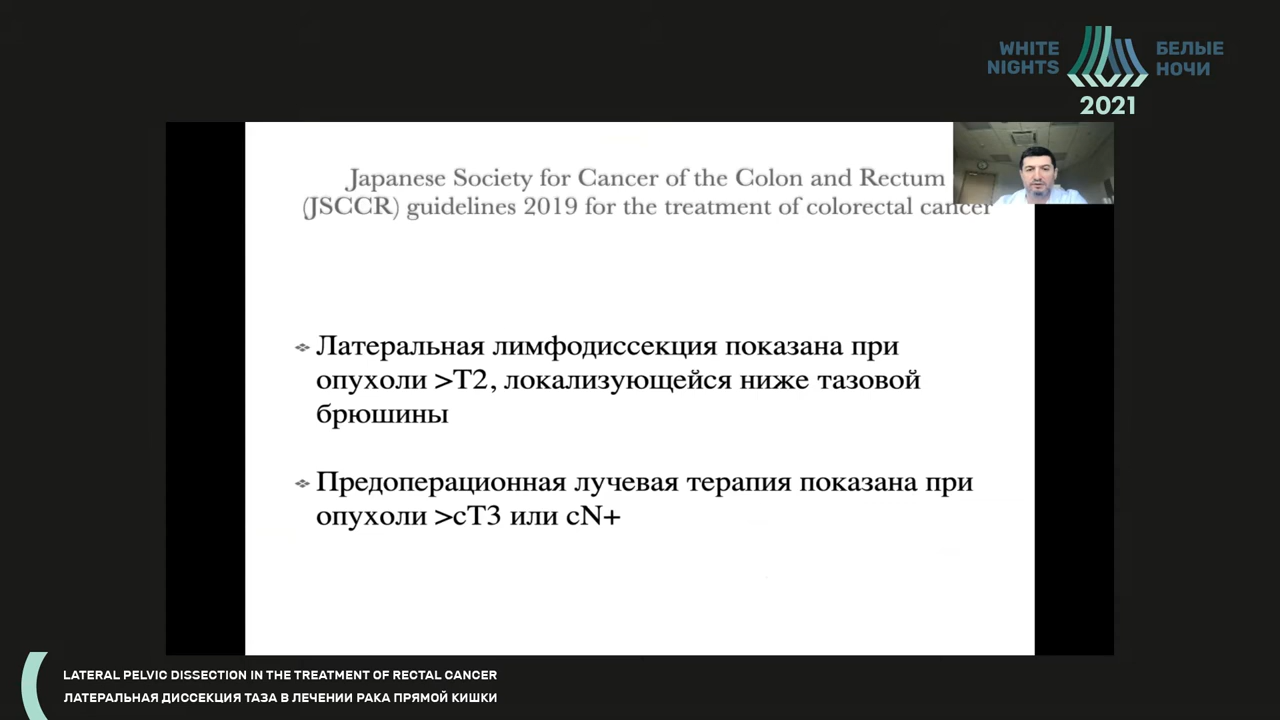 WHITE
NIGHTS
БЕЛЫЕ
НОЧИ
2021
Japanese Society for Cancer of the Colon and Rectum
(JSCCR) guidelines 2019 for the treatment of colorectal cancer
Латеральная лимфодиссекция показана при
опухоли >T2, локализующейся ниже тазовой
брюшины
Предоперационная лучевая терапия показана при
опухоли >cT3 или cN+
LATERAL PELVIC DISSECTION IN THE TREATMENT OF RECTAL CANCER
ЛАТЕРАЛЬНАЯ ДИССЕКЦИЯ ТАЗА В ЛЕЧЕНИИ РАКА ПРЯМОЙ КИШКИ